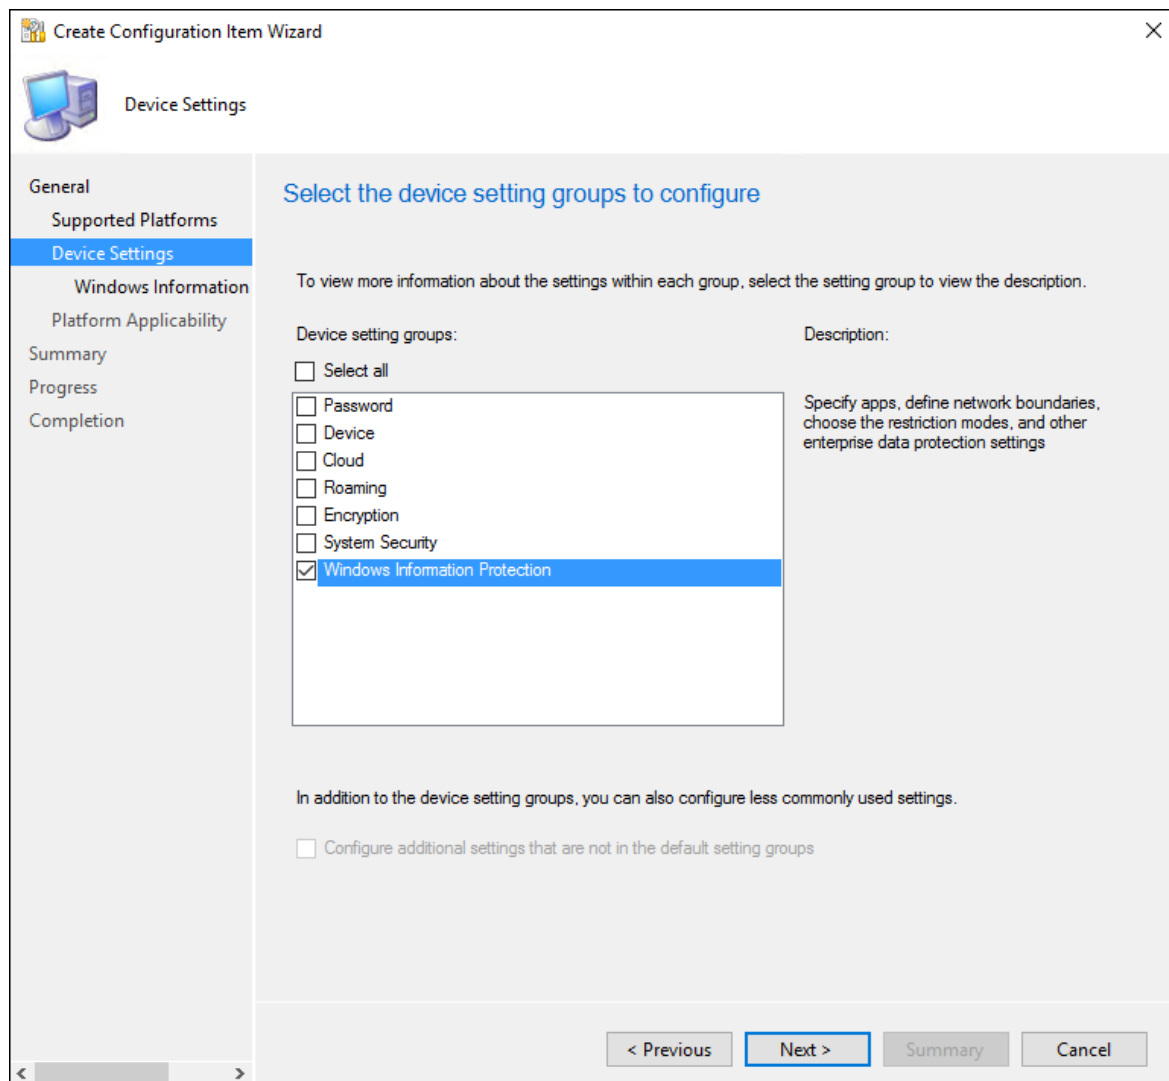 Create Configuration Item Wizard
Device Settings
General
Supported Platforms
Device Settings
Windows Information
Platform Applicability
Summary
Progress
Completion
Select the device setting groups to configure
To view more information about the settings within each group, select the setting group to view the description.
Device setting groups:
Select all
Password
Device
Cloud
Roaming
Encryption
System Security
Windows Information Protection
Description:
Specify apps, define network boundaries,
choose the restriction modes, and other
enterprise data protection settings
In addition to the device setting groups, you can also configure less commonly used settings.
Configure additional settings that are not in the default setting groups
< Previous
Next >
Summary
Cancel